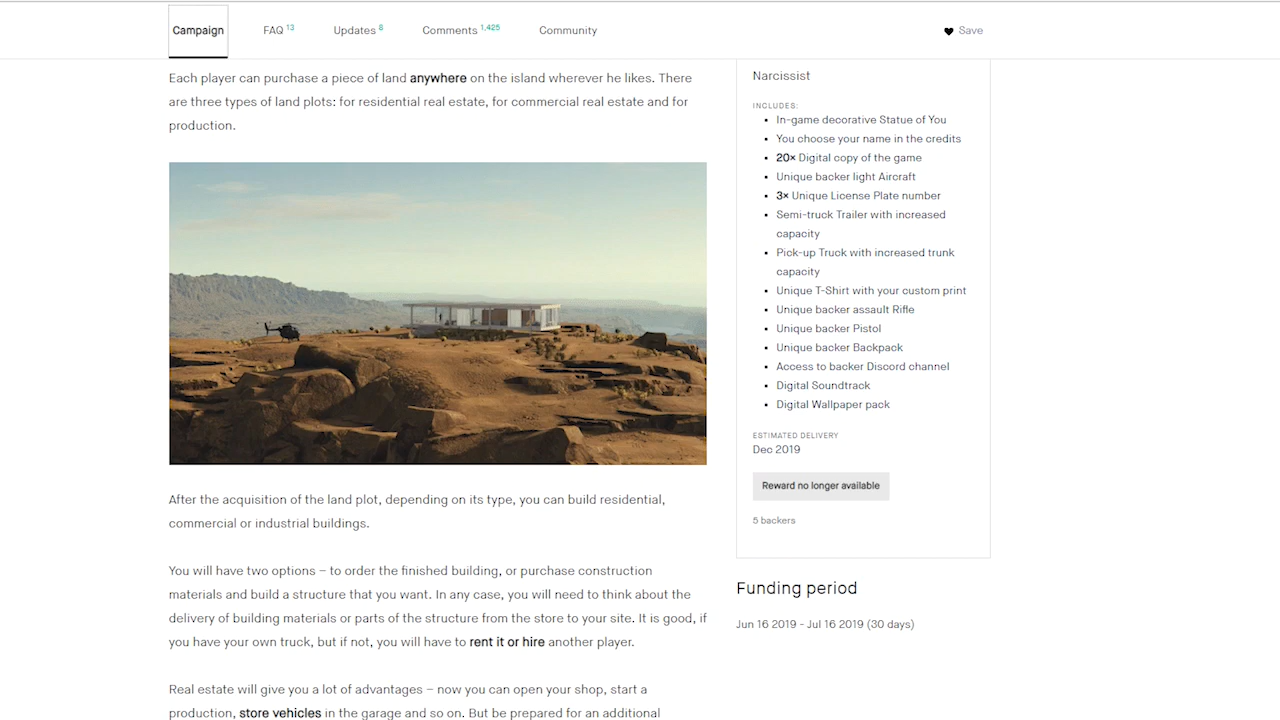 Campaign
FAQ 13
Updates 8
Comments 1,425
Community
Save
Each player can purchase a piece of land anywhere on the island wherever he likes. There
are three types of land plots: for residential real estate, for commercial real estate and for
production.
After the acquisition of the land plot, depending on its type, you can build residential,
commercial or industrial buildings.
You will have two options – to order the finished building, or purchase construction
materials and build a structure that you want. In any case, you will need to think about the
delivery of building materials or parts of the structure from the store to your site. It is good, if
you have your own truck, but if not, you will have to rent it or hire another player.
Real estate will give you a lot of advantages – now you can open your shop, start a
production, store vehicles in the garage and so on. But be prepared for an additional
Narcissist
INCLUDES:
• In-game decorative Statue of You
• You choose your name in the credits
• 20× Digital copy of the game
• Unique backer light Aircraft
• 3× Unique License Plate number
• Semi-truck Trailer with increased
capacity
• Pick-up Truck with increased trunk
capacity
• Unique T-Shirt with your custom print
• Unique backer assault Rifle
• Unique backer Pistol
• Unique backer Backpack
• Access to backer Discord channel
• Digital Soundtrack
• Digital Wallpaper pack
ESTIMATED DELIVERY
Dec 2019
Reward no longer available
5 backers
Funding period
Jun 16 2019 - Jul 16 2019 (30 days)